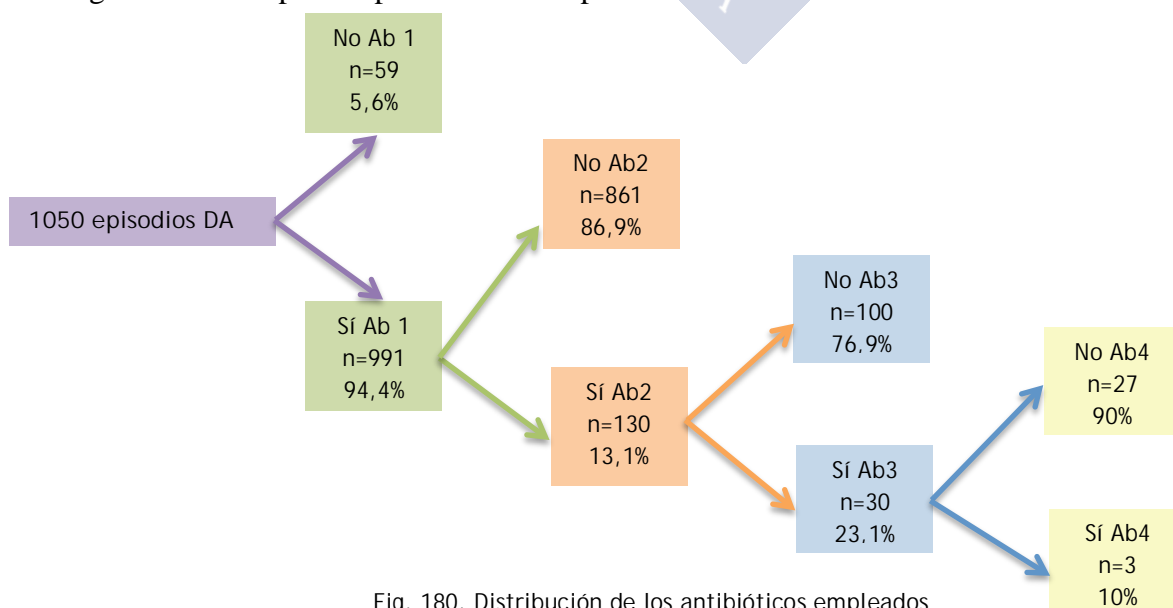 No Ab 1
n=59
5,6%
1050 episodios DA
Sí Ab 1
n=991
94,4%
No Ab2
n=861
86,9%
Sí Ab2
n=130
13,1%
No Ab3
n=100
76,9%
Sí Ab3
n=30
23,1%
No Ab4
n=27
90%
Sí Ab4
n=3
10%
Fig. 180. Distribución de los antibióticos empleados